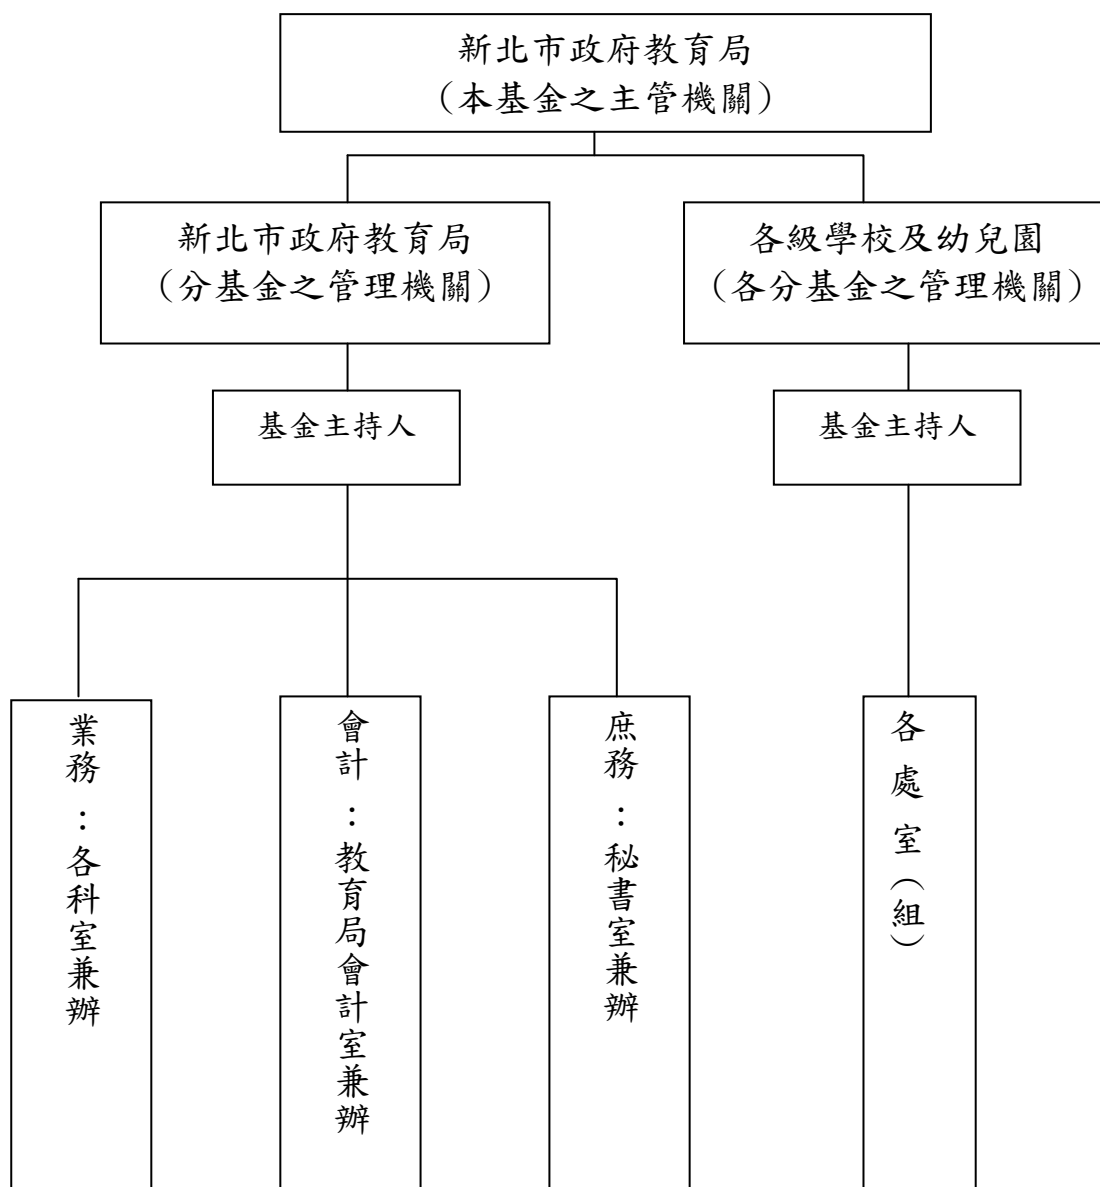 新北市政府教育局
（本基金之主管機關）
新北市政府教育局
（分基金之管理機關）
各級學校及幼兒園
（各分基金之管理機關）
基金主持人
基金主持人
業務：各科室兼辦
會計：教育局會計室兼辦
庶務：秘書室兼辦
各處室（組）